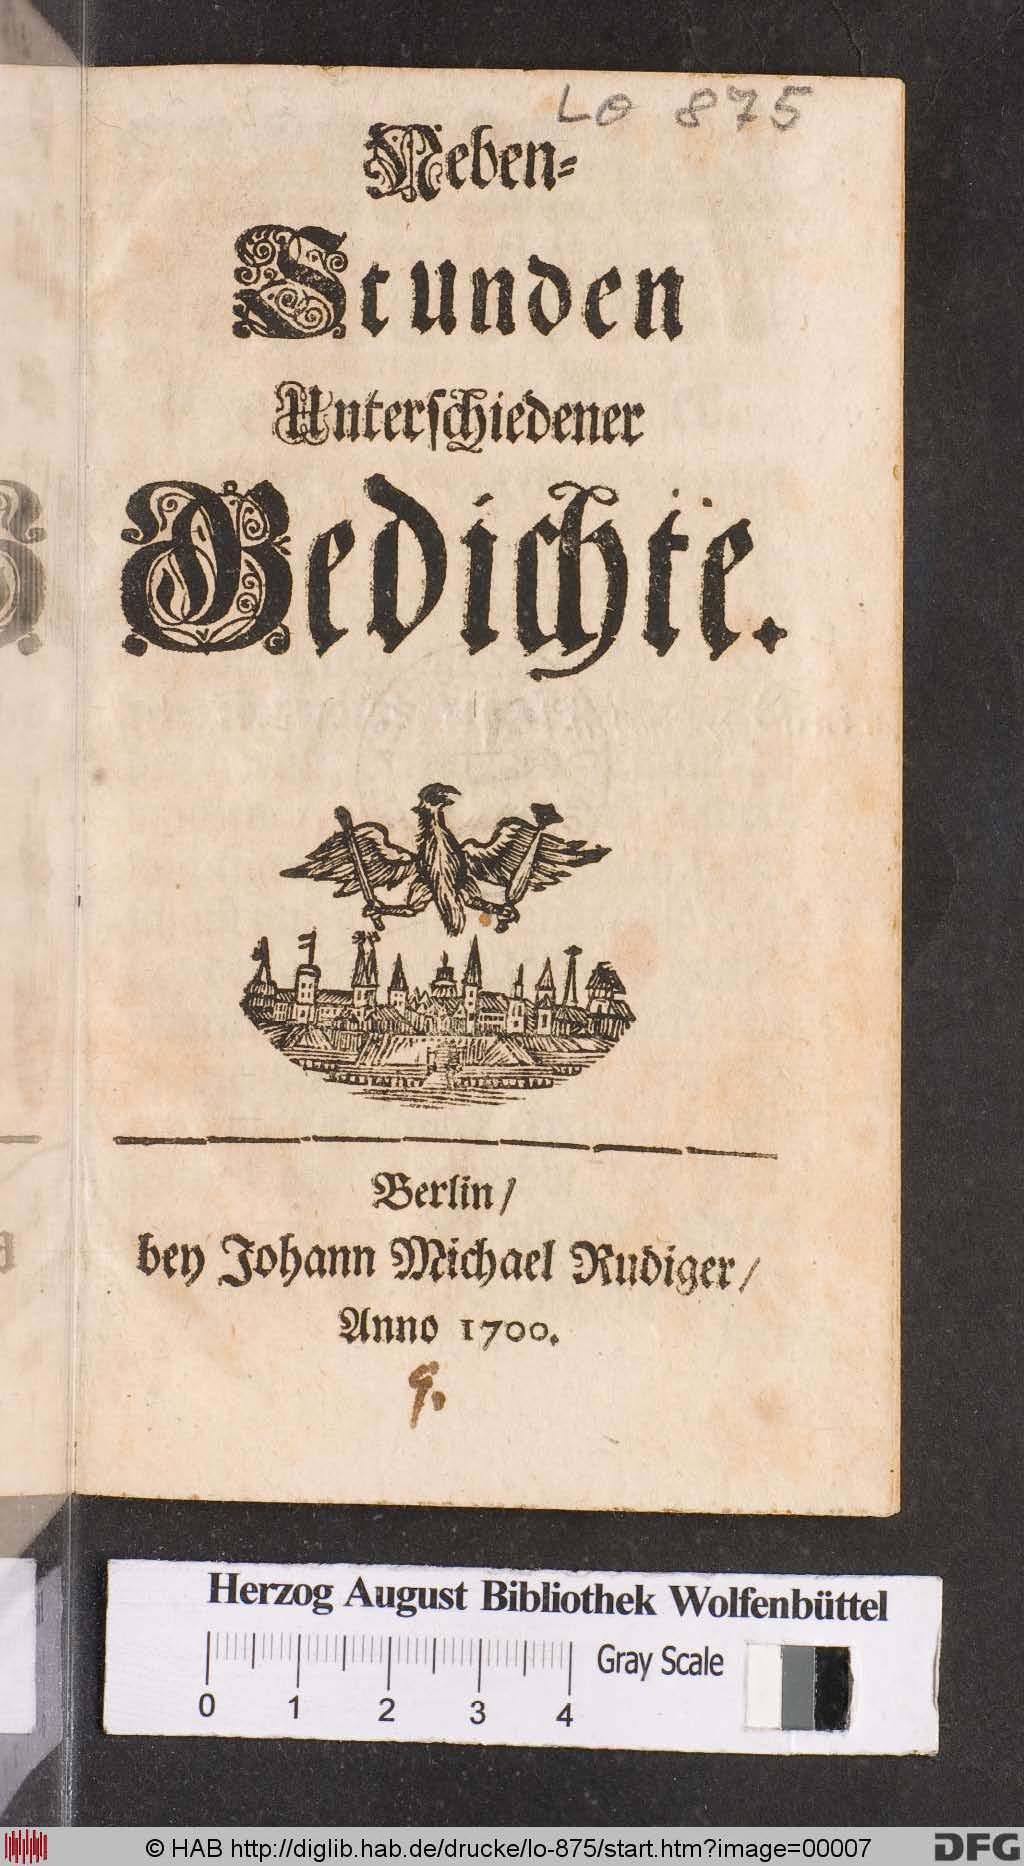 Lo 875
Neben-
Stunden
Unterschiedener
Gedichte.
Berlin/
bey Johann Michael Rudiger/
Anno 1700.
9.
Herzog August Bibliothek Wolfenbüttel
Gray Scale
0 1 2 3 4
© HAB http://diglib.hab.de/drucke/lo-875/start.htm?image=00007
DFG